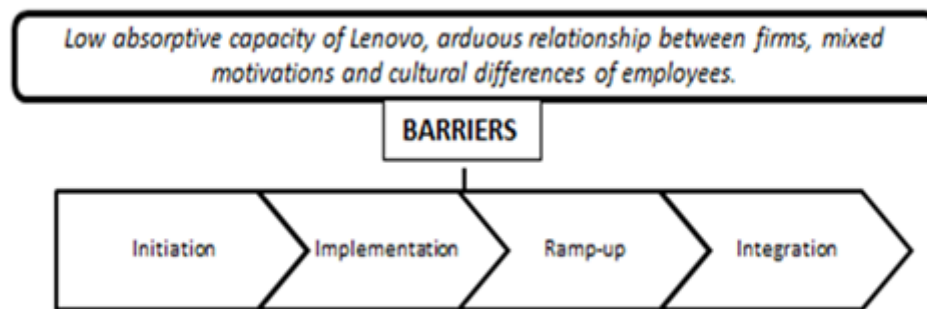 Low absorptive capacity of Lenovo, arduous relationship between firms, mixed
motivations and cultural differences of employees.
BARRIERS
Initiation
Implementation
Ramp-up
Integration